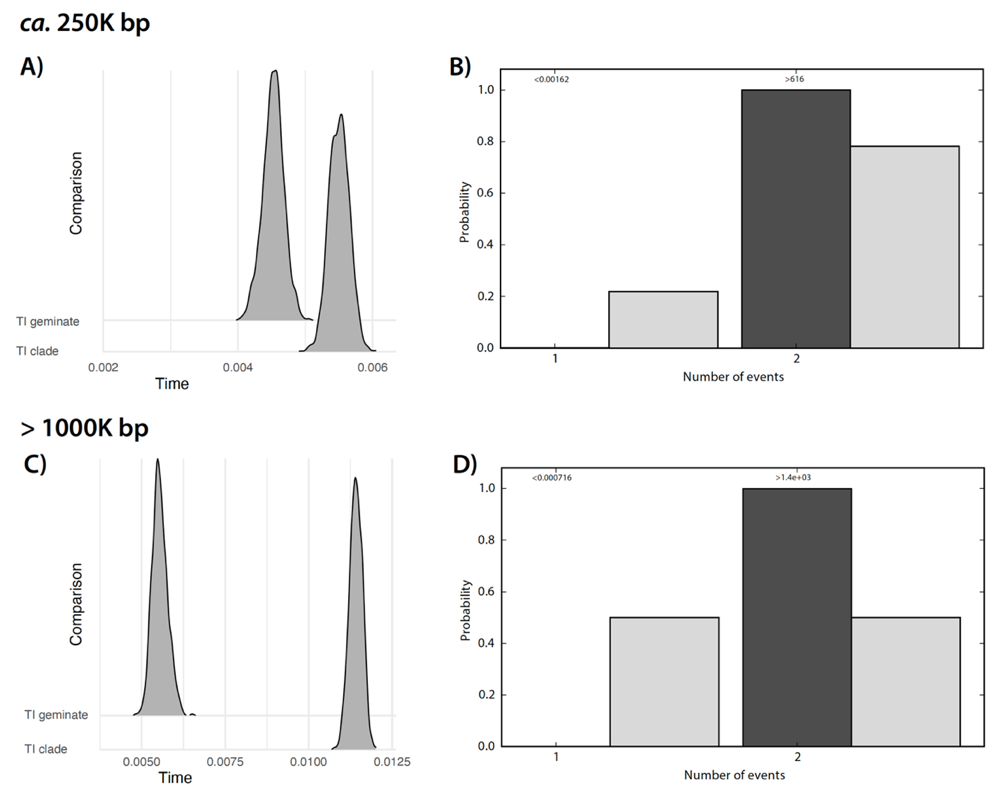 ca. 250K bp
A)
Comparison
TI geminate
TI clade
0.002 0.004 0.006
Time
B)
<0.00162 >616
Probability
1.0
0.8
0.6
0.4
0.2
0.0
1 2
Number of events
> 1000K bp
C)
Comparison
TI geminate
TI clade
0.0050 0.0075 0.0100 0.0125
Time
D)
<0.000716 >1.4e+03
Probability
1.0
0.8
0.6
0.4
0.2
0.0
1 2
Number of events